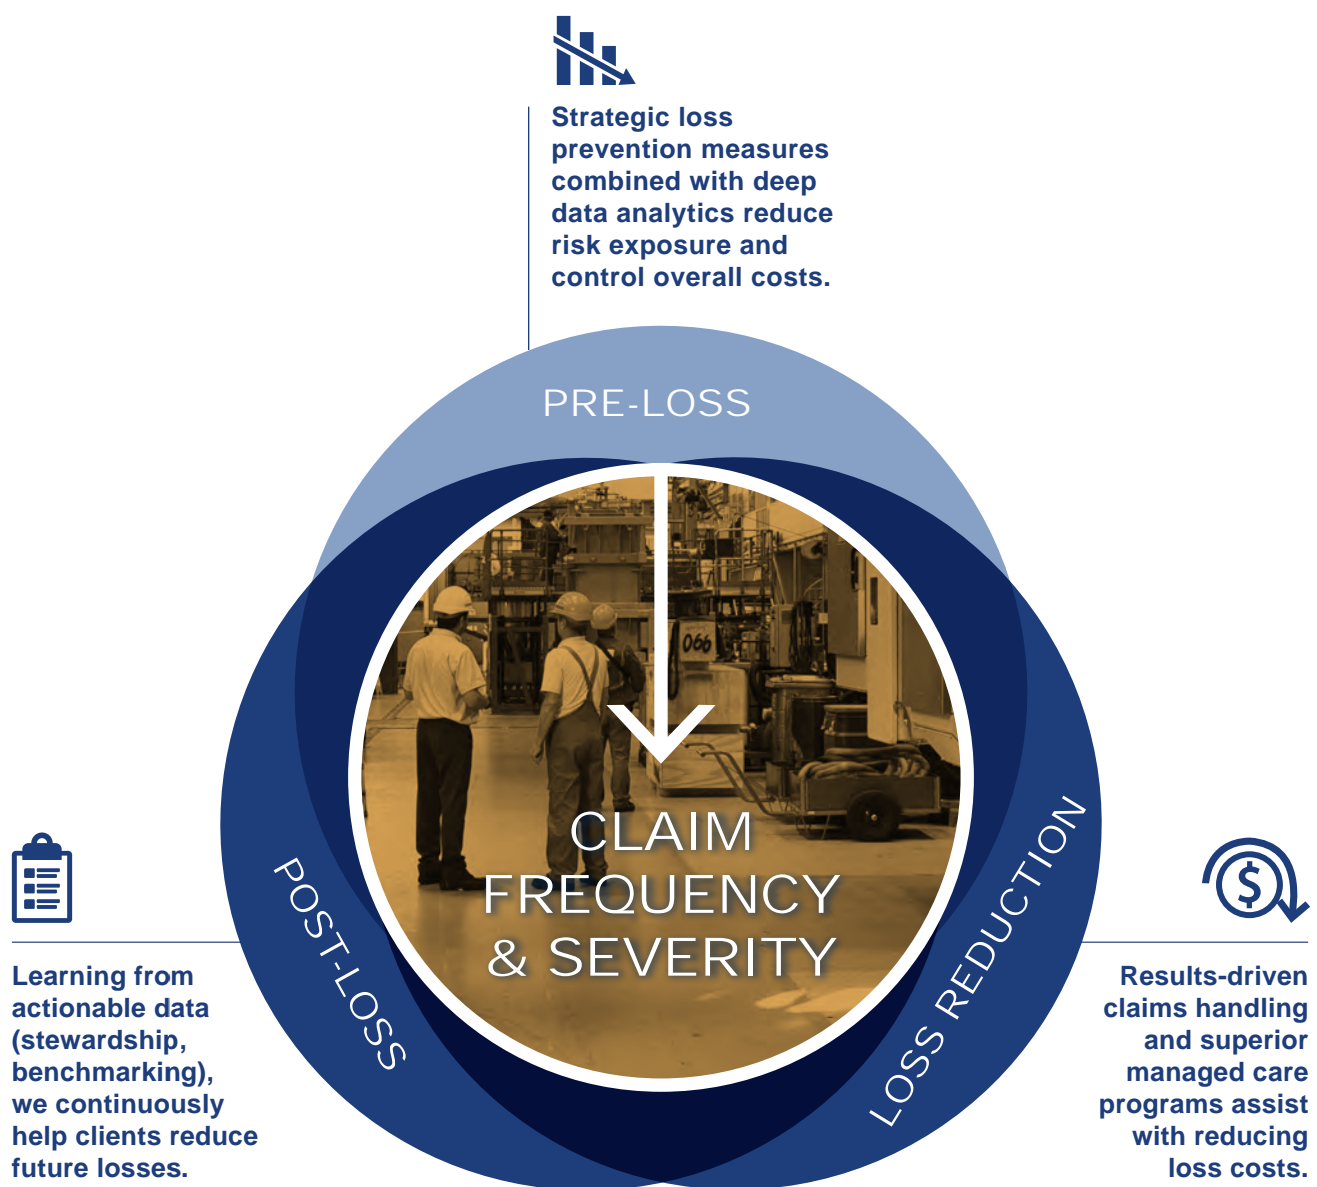 Strategic loss
prevention measures
combined with deep
data analytics reduce
risk exposure and
control overall costs.
PRE-LOSS
066
CLAIM
FREQUENCY
& SEVERITY
POST-LOSS
LOSS REDUCTION
$
Learning from
actionable data
(stewardship,
benchmarking),
we continuously
help clients reduce
future losses.
Results-driven
claims handling
and superior
managed care
programs assist
with reducing
loss costs.